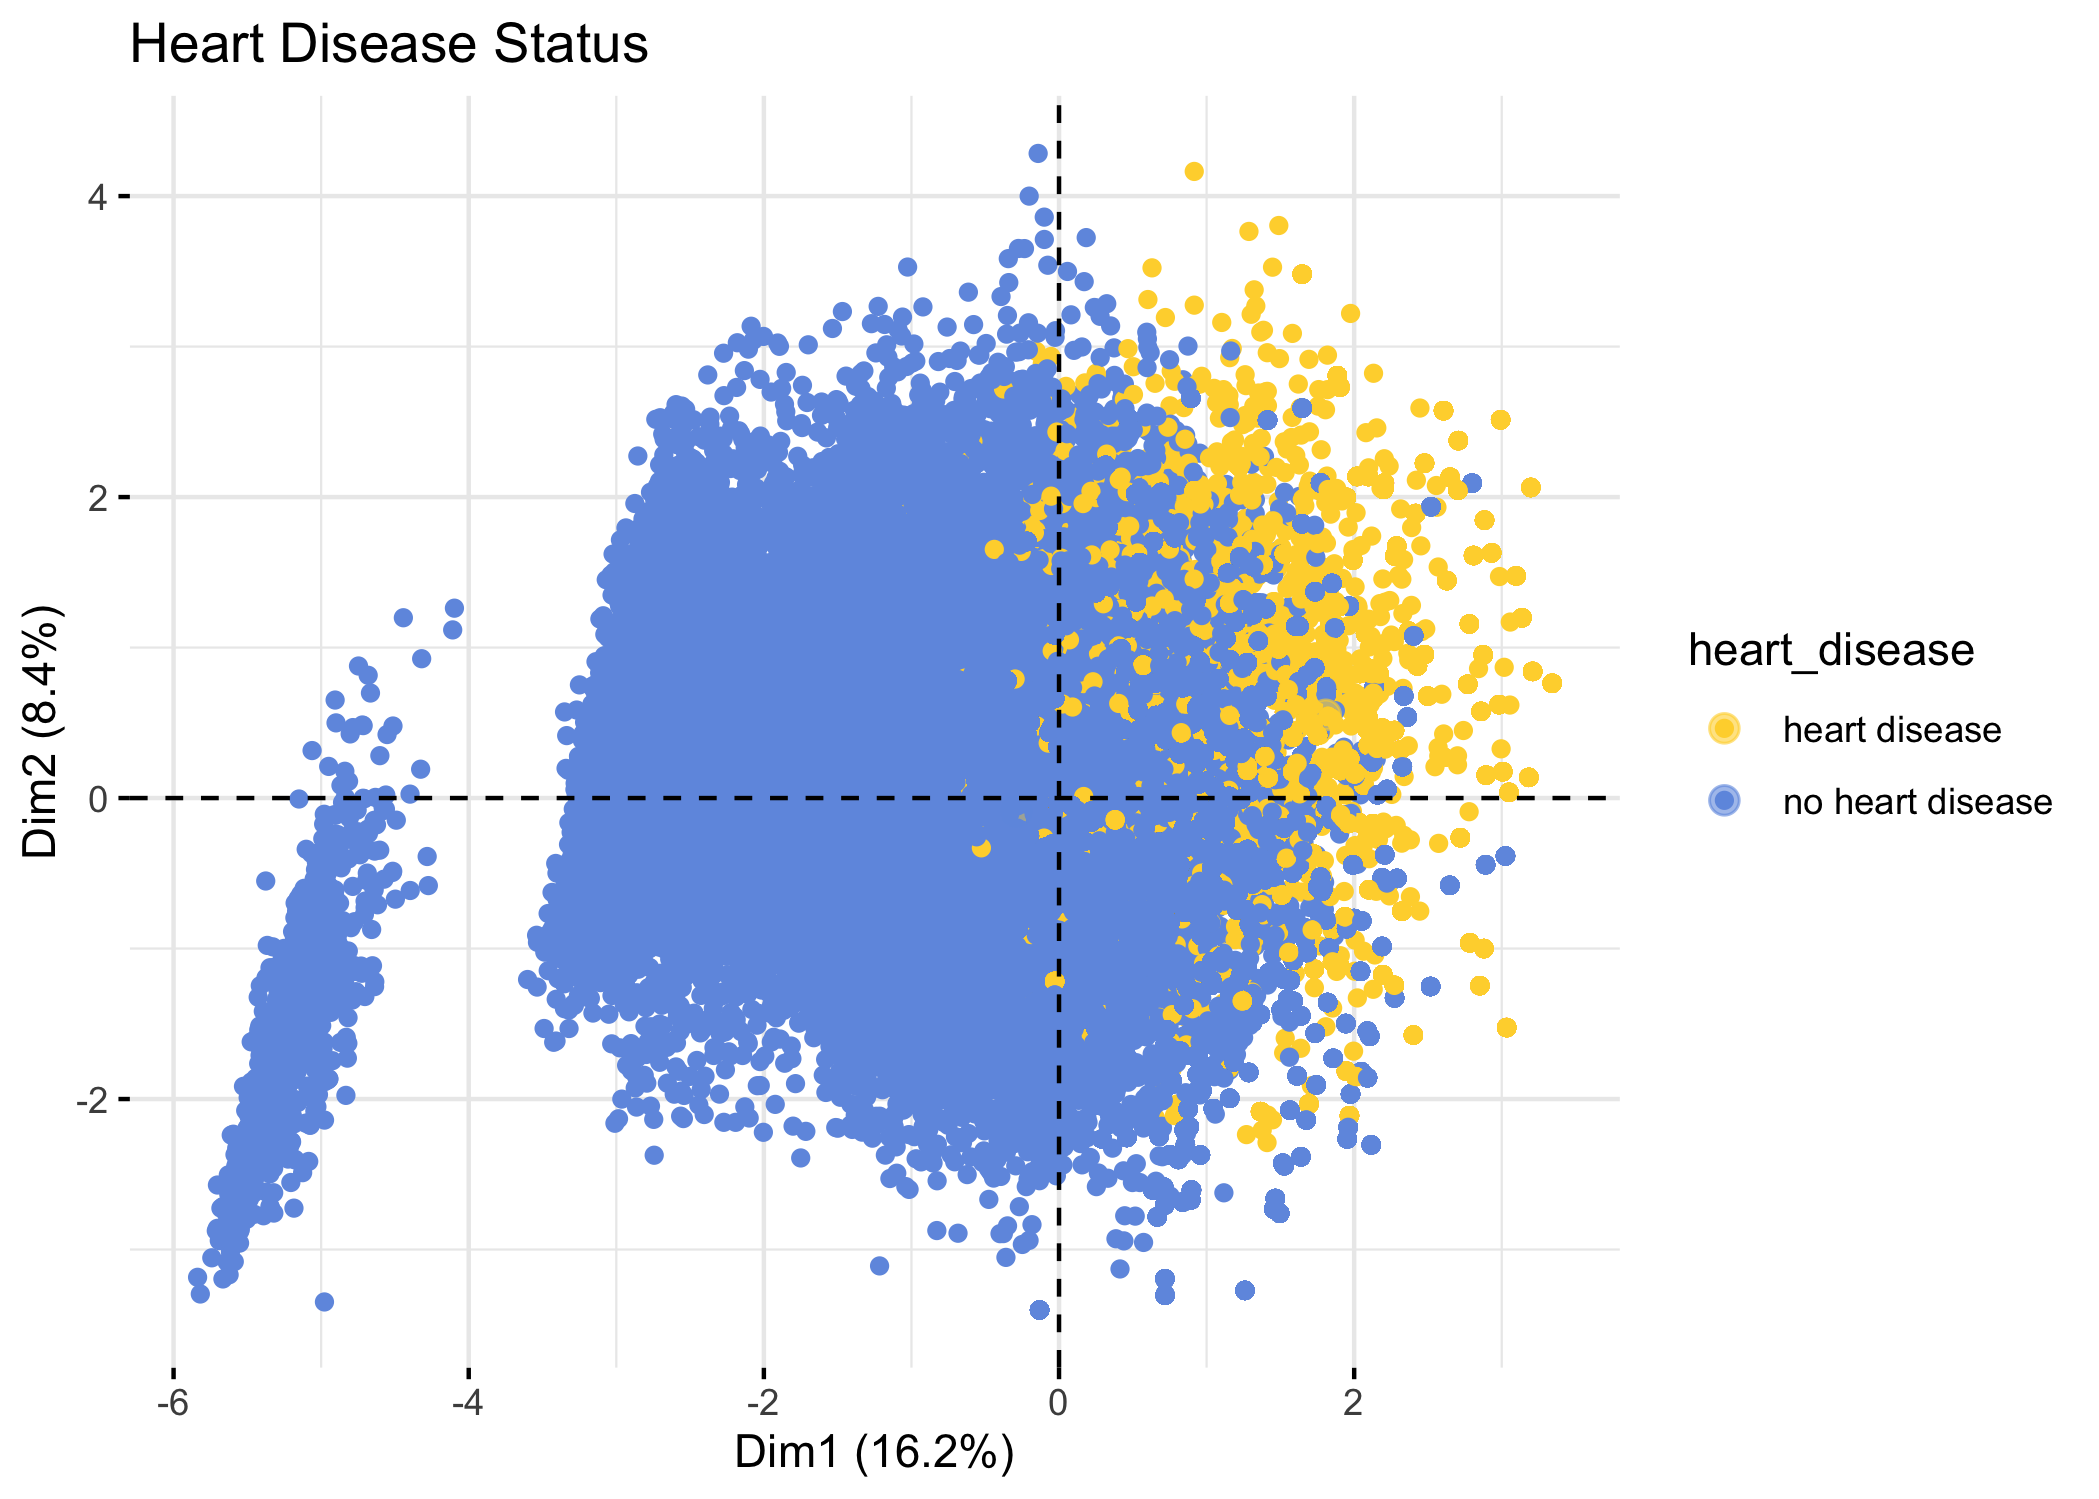 Heart Disease Status
4
2
0
-2
Dim2 (8.4%)
-6
-4
-2
0
2
Dim1 (16.2%)
heart_disease
heart disease
no heart disease